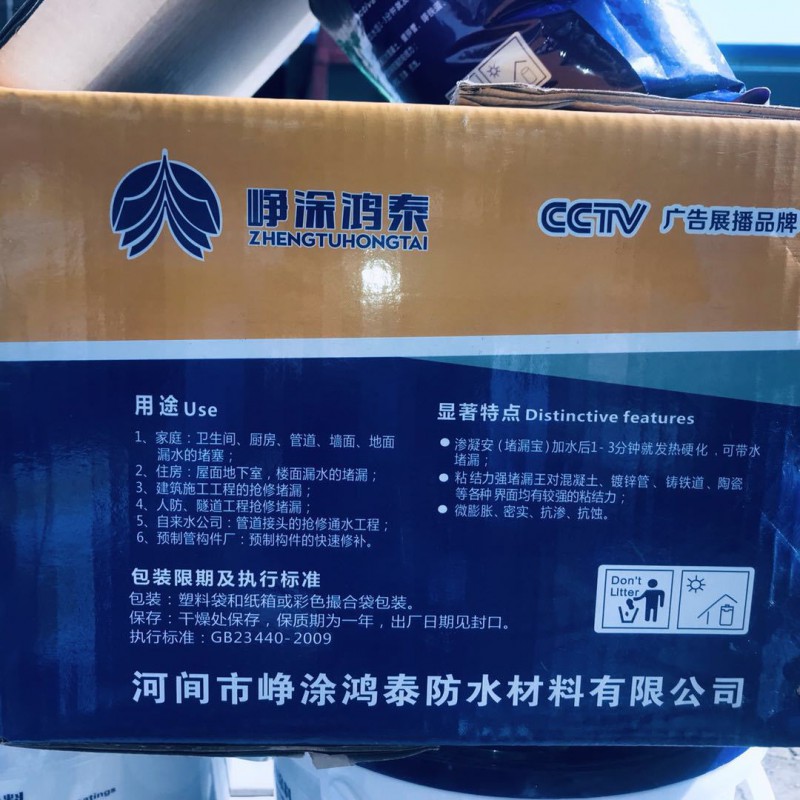 峥涂鸿泰
ZHENGTUHONGTAI
CCTV 广告展播品牌
用途 Use
1、家庭：卫生间、厨房、管道、墙面、地面
漏水的堵塞；
2、住房：屋面地下室，楼面漏水的堵漏；
3、建筑施工工程的抢修堵漏；
4、人防、隧道工程抢修堵漏；
5、自来水公司：管道接头的抢修通水工程；
6、预制管构件厂：预制构件的快速修补。
显著特点 Distinctive features
● 渗凝安（堵漏宝）加水后1-3分钟就发热硬化，可带水
堵漏；
● 粘结力强堵漏王对混凝土、镀锌管、铸铁道、陶瓷
等各种界面均有较强的粘结力；
● 微膨胀、密实、抗渗、抗蚀。
包装限期及执行标准
包装：塑料袋和纸箱或彩色撮合袋包装。
保存：干燥处保存，保质期为一年，出厂日期见封口。
执行标准：GB23440-2009
Don't
Litter
河间市峥涂鸿泰防水材料有限公司